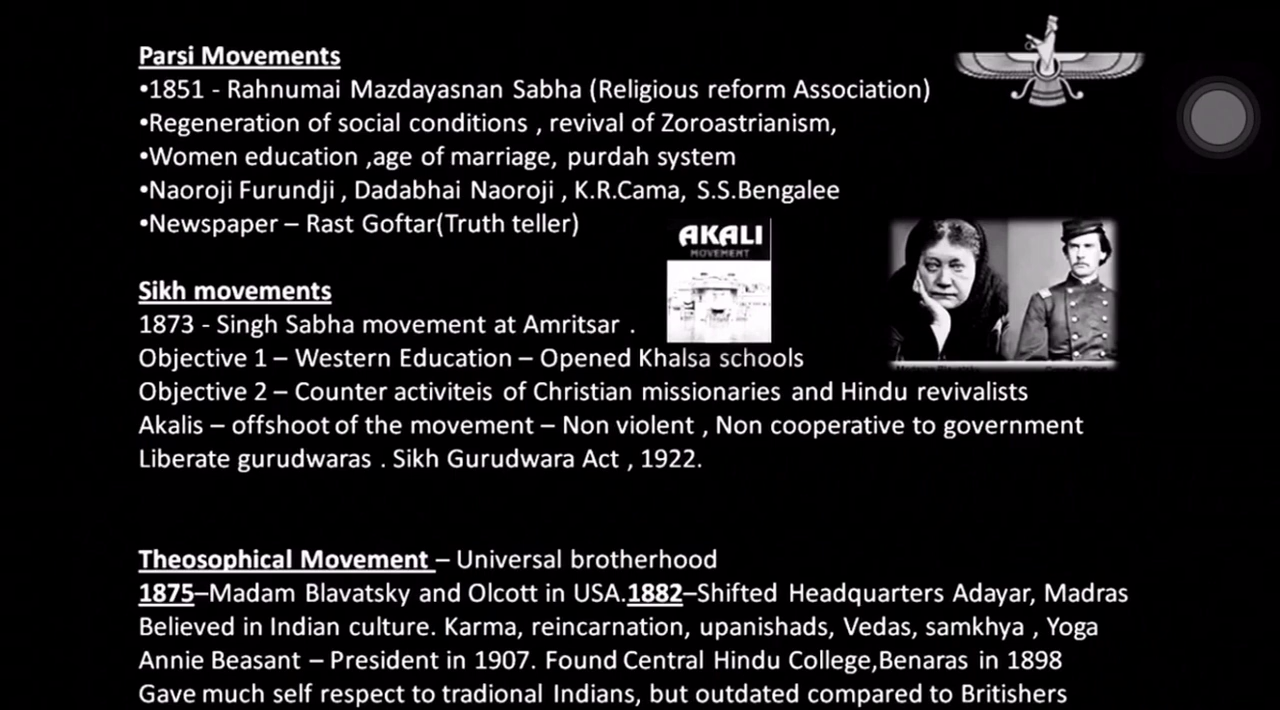 Parsi Movements
•1851 - Rahnumai Mazdayasnan Sabha (Religious reform Association)
•Regeneration of social conditions , revival of Zoroastrianism,
•Women education ,age of marriage, purdah system
•Naoroji Furundji , Dadabhai Naoroji , K.R.Cama, S.S.Bengalee
•Newspaper – Rast Goftar(Truth teller)
AKALI
MOVEMENT
Sikh movements
1873 - Singh Sabha movement at Amritsar .
Objective 1 – Western Education – Opened Khalsa schools
Objective 2 – Counter activiteis of Christian missionaries and Hindu revivalists
Akalis – offshoot of the movement – Non violent , Non cooperative to government
Liberate gurudwaras . Sikh Gurudwara Act , 1922.
Theosophical Movement – Universal brotherhood
1875–Madam Blavatsky and Olcott in USA.1882–Shifted Headquarters Adayar, Madras
Believed in Indian culture. Karma, reincarnation, upanishads, Vedas, samkhya , Yoga
Annie Beasant – President in 1907. Found Central Hindu College,Benaras in 1898
Gave much self respect to tradional Indians, but outdated compared to Britishers